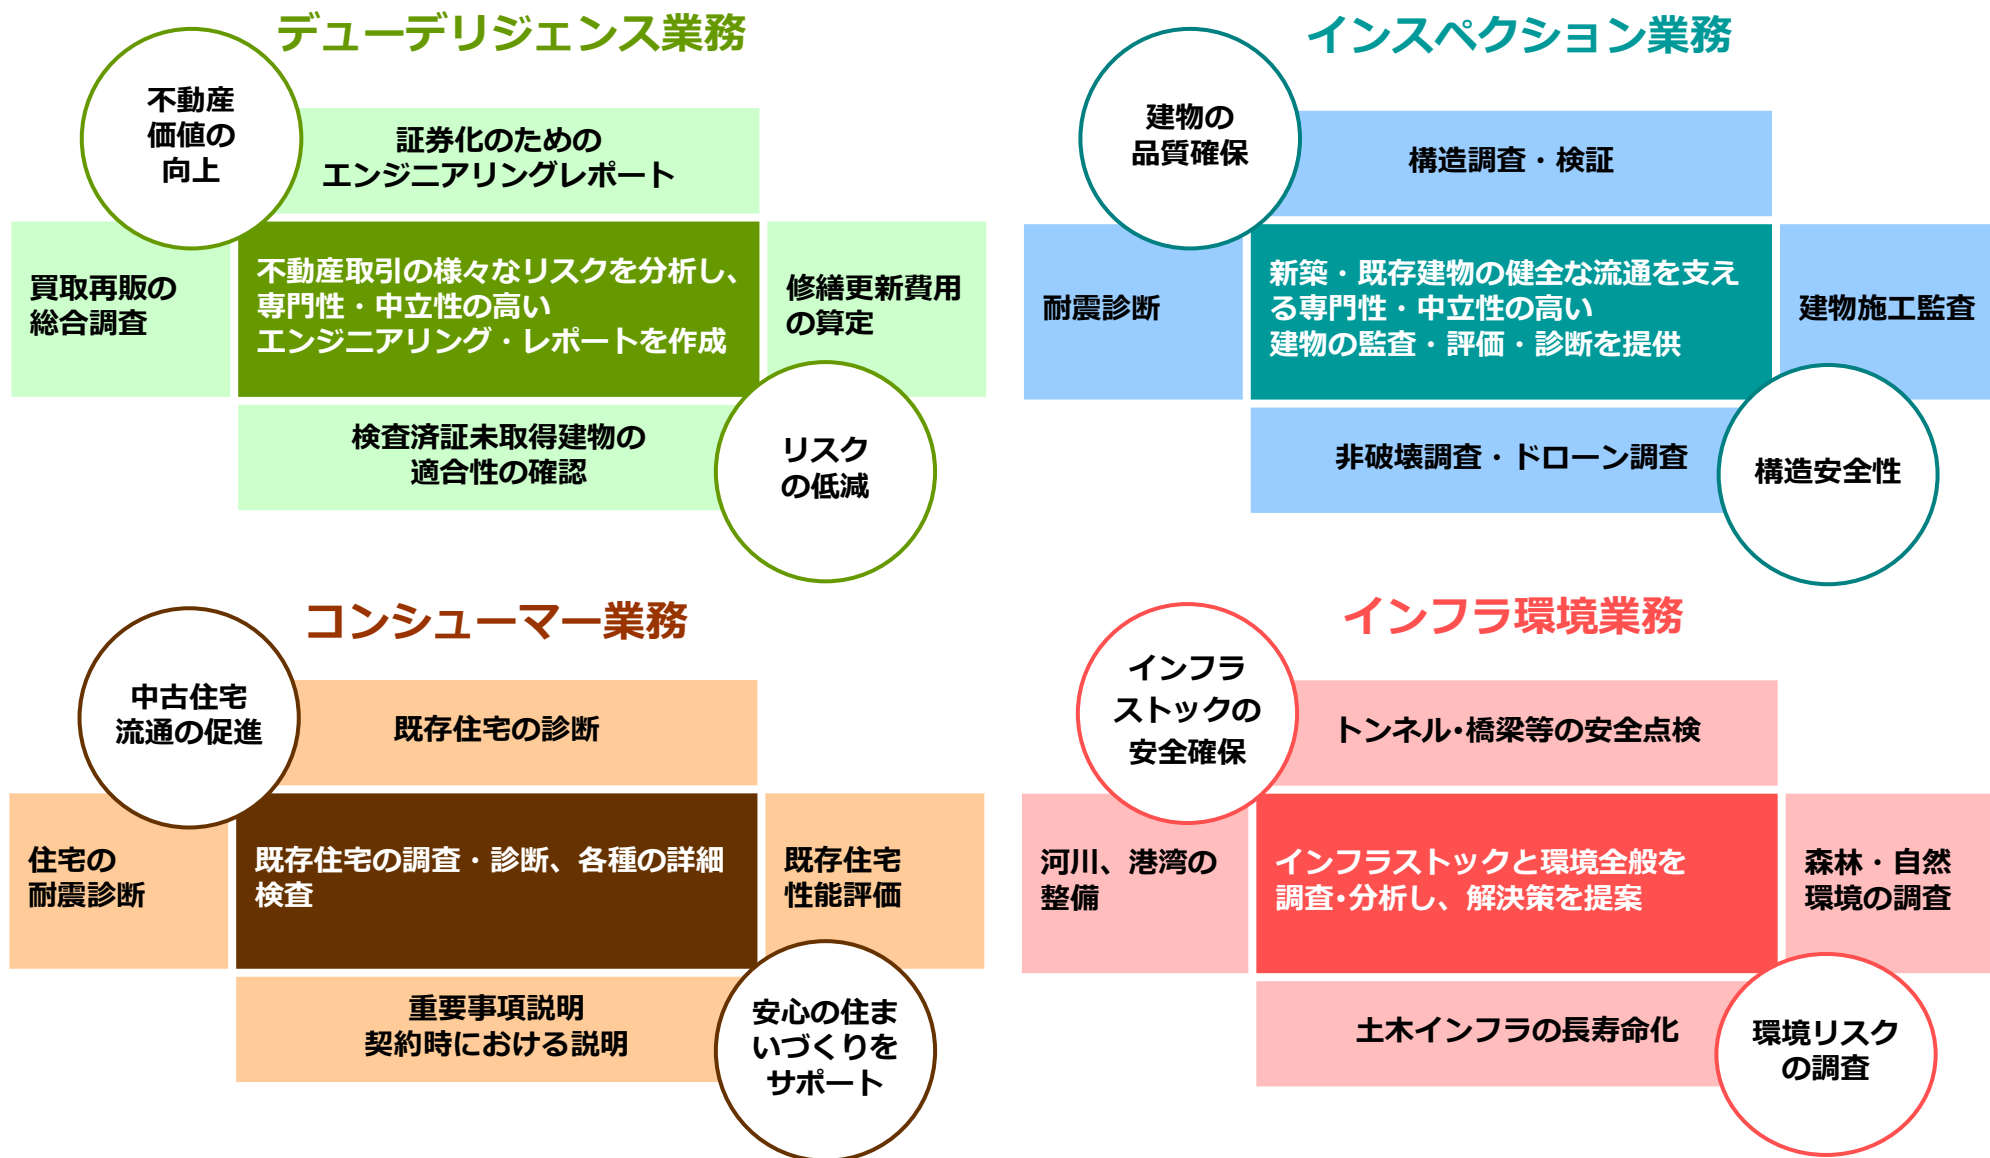 デューデリジェンス業務
不動産
価値の
向上
証券化のための
エンジニアリングレポート
買取再販の
総合調査
不動産取引の様々なリスクを分析し、
専門性・中立性の高い
エンジニアリング・レポートを作成
修繕更新費用
の算定
検査済証未取得建物の
適合性の確認
リスク
の低減
インスペクション業務
建物の
品質確保
構造調査・検証
耐震診断
新築・既存建物の健全な流通を支え
る専門性・中立性の高い
建物の監査・評価・診断を提供
建物施工監査
非破壊調査・ドローン調査
構造安全性
コンシューマー業務
中古住宅
流通の促進
既存住宅の診断
住宅の
耐震診断
既存住宅の調査・診断、各種の詳細
検査
既存住宅
性能評価
重要事項説明
契約時における説明
安心の住ま
いづくりを
サポート
インフラ環境業務
インフラ
ストックの
安全確保
トンネル・橋梁等の安全点検
河川、港湾の
整備
インフラストックと環境全般を
調査・分析し、解決策を提案
森林・自然
環境の調査
土木インフラの長寿命化
環境リスク
の調査